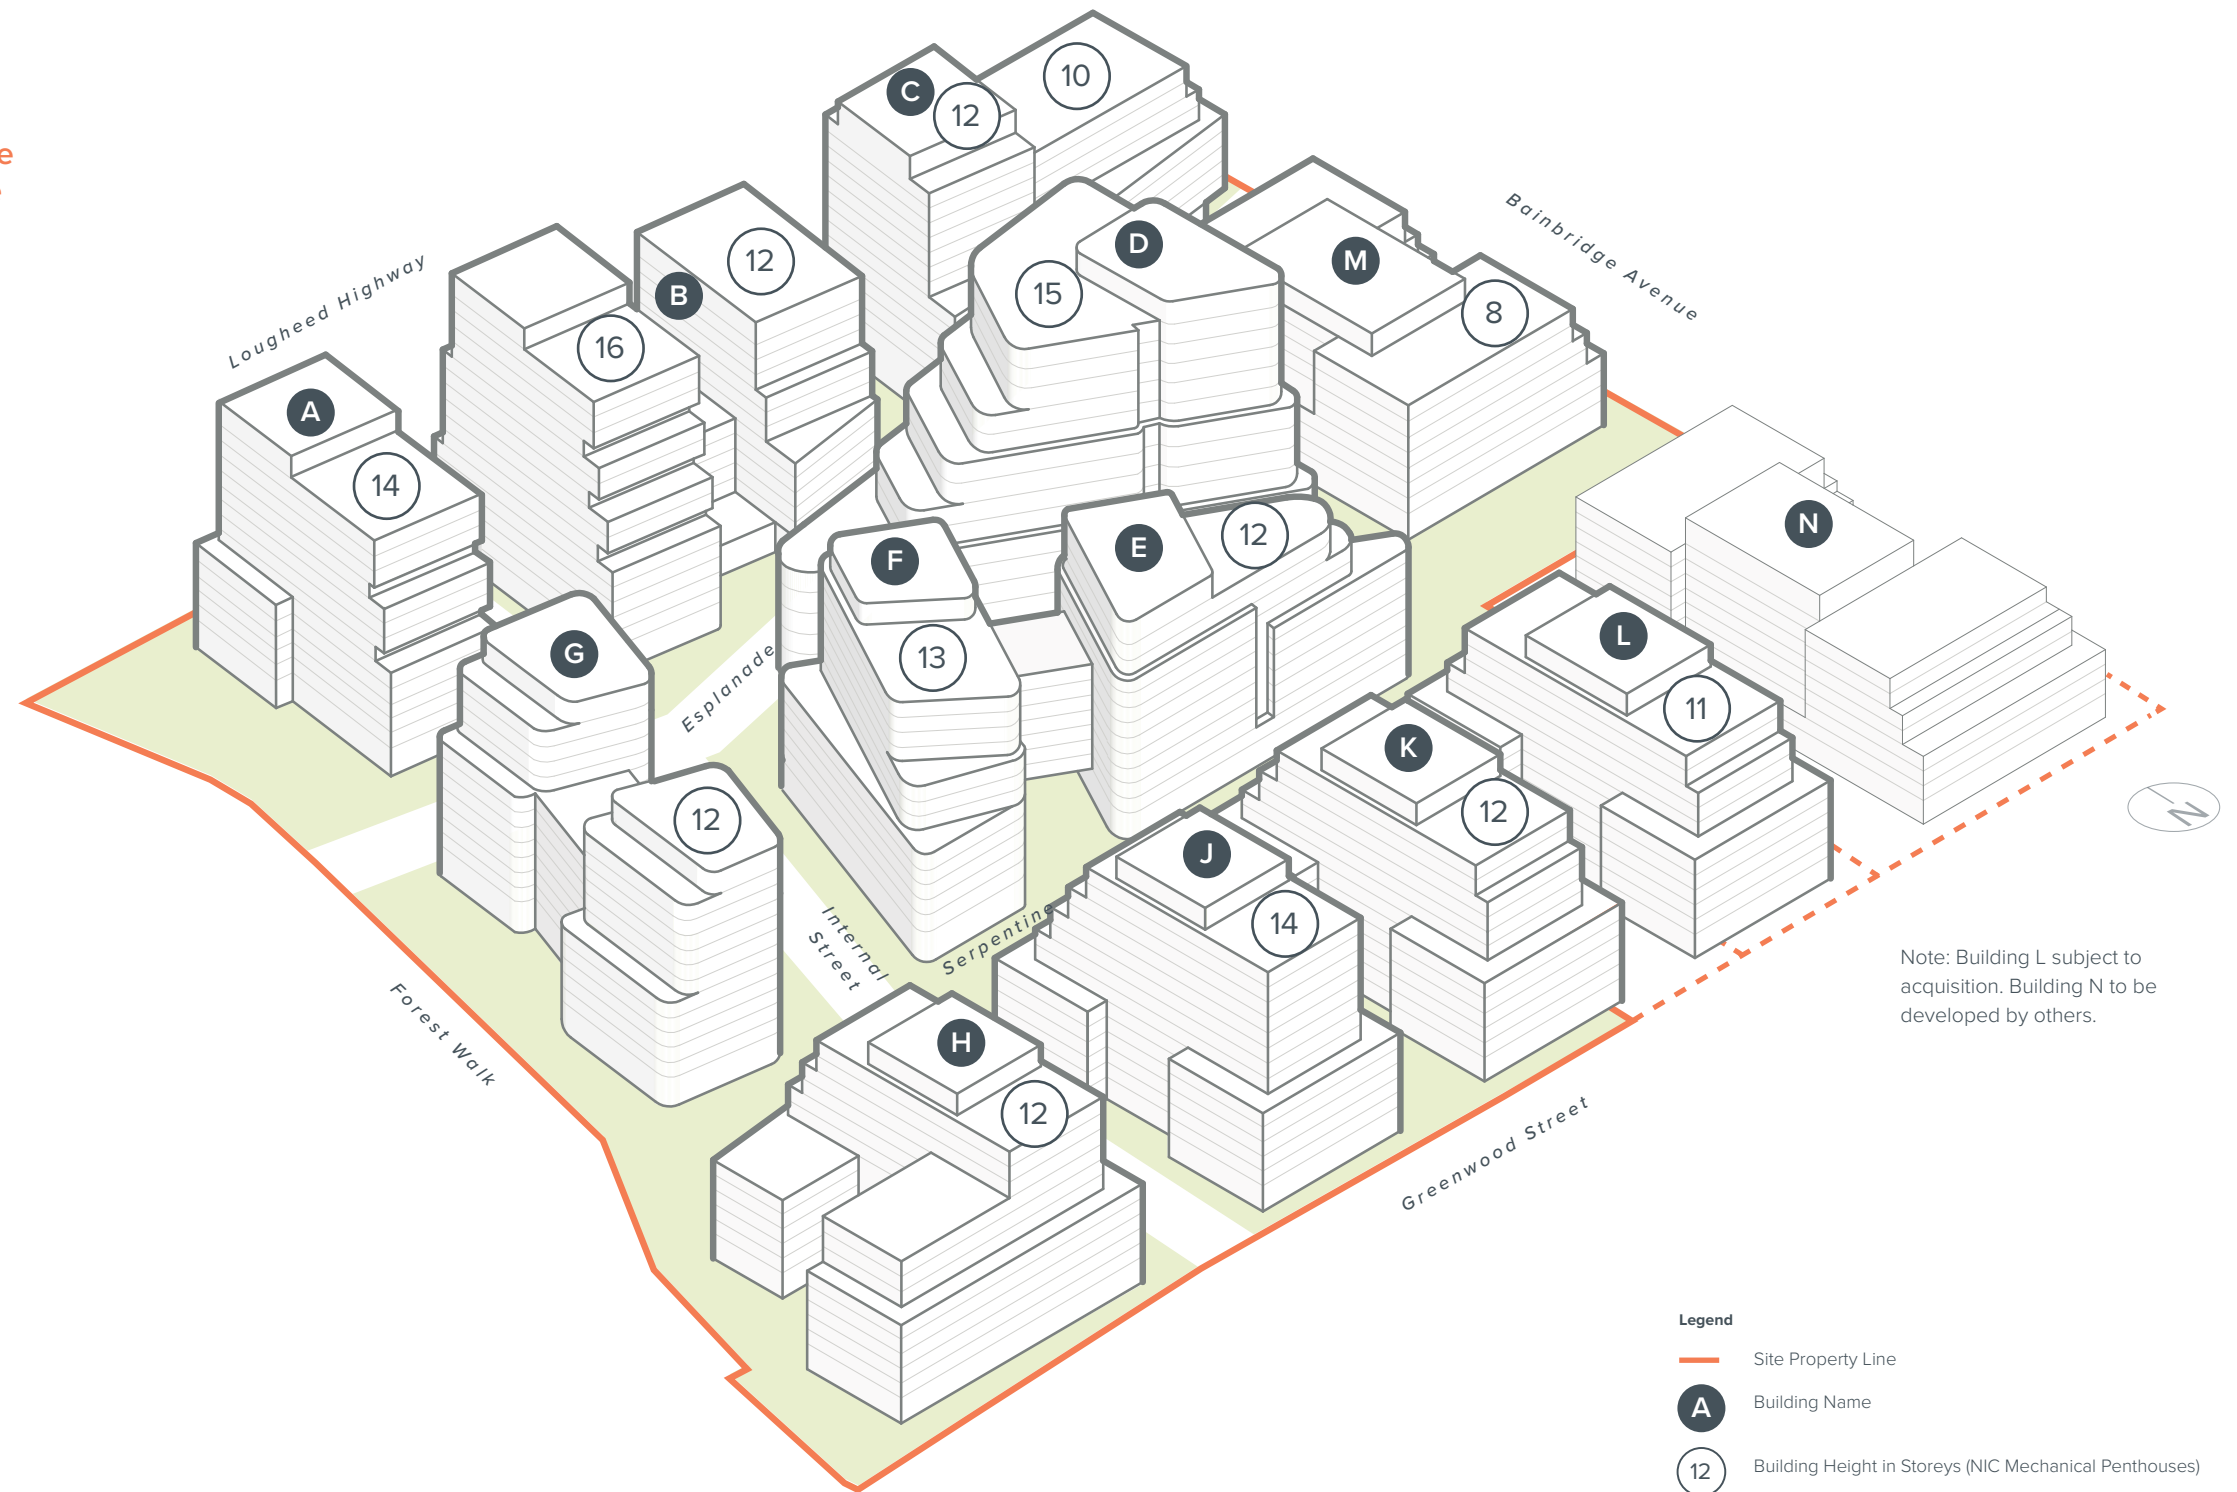 e
C
12
10
Bainbridge Avenue
D
M
15
8
Lougheed Highway
12
B
16
A
14
N
F
E
12
L
G
13
Esplanade
11
K
12
12
J
14
Internal
Street
Serpentine
Forest Walk
H
12
Greenwood Street
N
Note: Building L subject to
acquisition. Building N to be
developed by others.
Legend
Site Property Line
A Building Name
12 Building Height in Storeys (NIC Mechanical Penthouses)